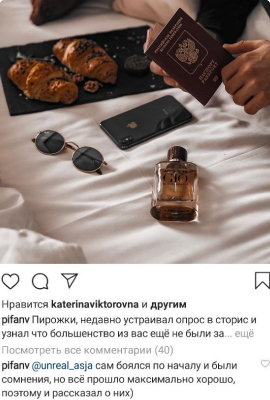 GIÒ
Нравится katerinaviktorovna и другим
pifanv Пирожки, недавно устраивал опрос в сторис и
узнал что большенство из вас ещё не были за... ещё
Посмотреть все комментарии (40)
pifanv @unreal_asja сам боялся по началу и были
сомнения, но всё прошло максимально хорошо,
поэтому и рассказал о них)